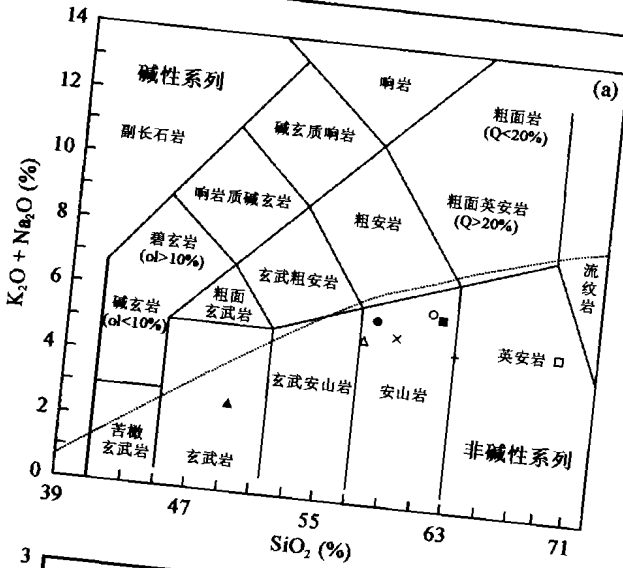 14
12
10
8
6
4
2
0
K₂O + Na₂O (%)
(a)
碱性系列
副长石岩
响岩
粗面岩
(Q<20%)
碱玄质响岩
响岩质碱玄岩
粗安岩
粗面英安岩
(Q>20%)
碧玄岩
(ol>10%)
玄武粗安岩
粗面
玄武岩
碱玄岩
(ol<10%)
流
纹
岩
玄武安山岩
安山岩
英安岩
苦橄
玄武岩
玄武岩
非碱性系列
39
47
55
63
71
SiO₂ (%)
3